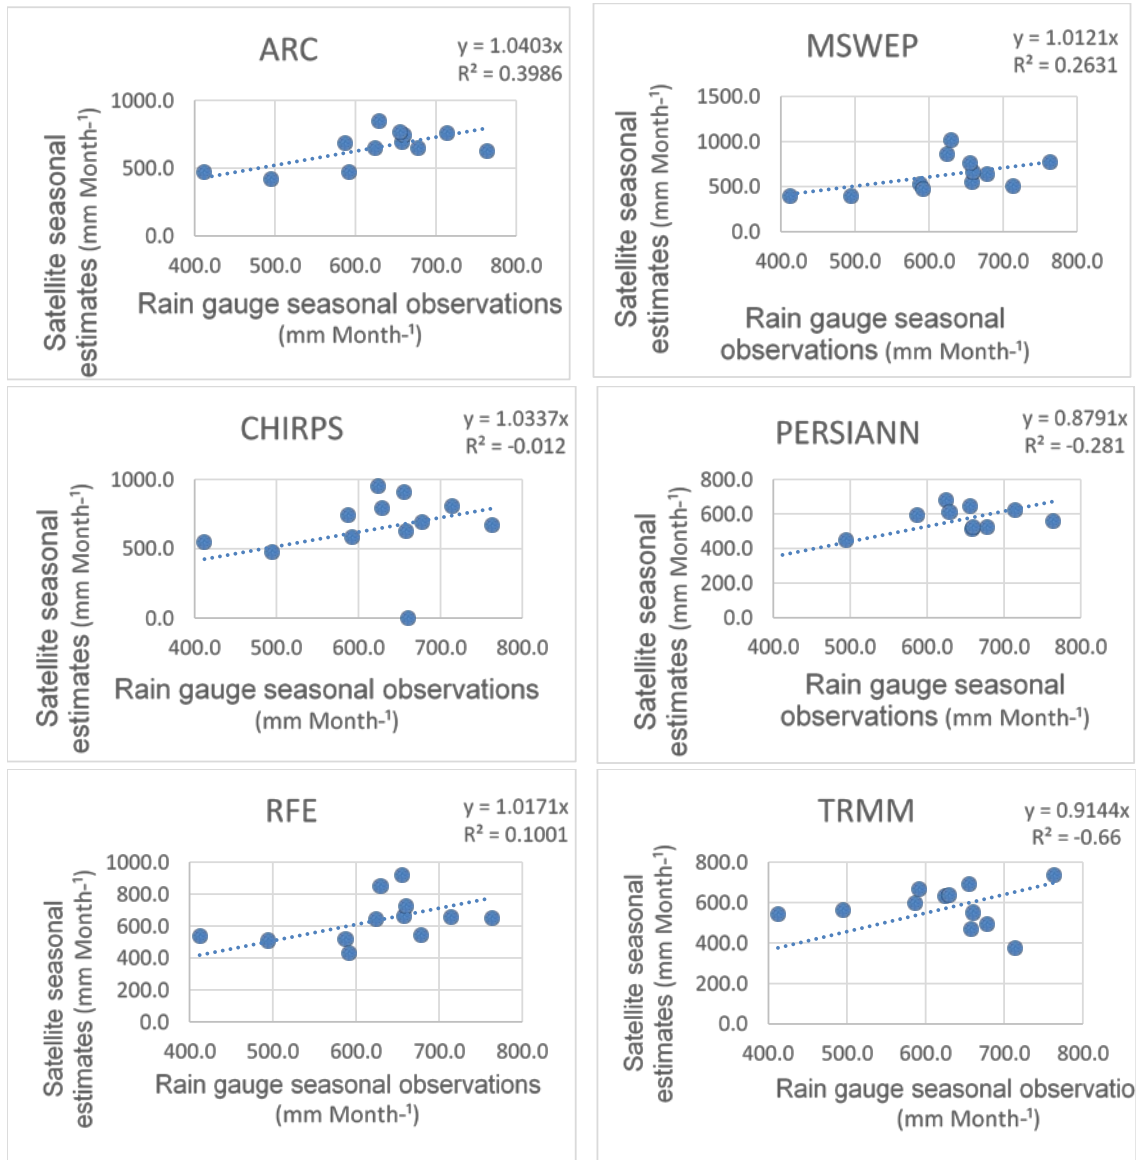 ARC
y = 1.0403x
R² = 0.3986
1000.0
500.0
0.0
400.0 500.0 600.0 700.0 800.0
Satellite seasonal
estimates (mm Month-¹)
Rain gauge seasonal observations
(mm Month-¹)
MSWEP
y = 1.0121x
R² = 0.2631
1500.0
1000.0
500.0
0.0
400.0 500.0 600.0 700.0 800.0
Satellite seasonal
estimates (mm Month-¹)
Rain gauge seasonal
observations (mm Month-¹)
CHIRPS
y = 1.0337x
R² = -0.012
1000.0
500.0
0.0
400.0 500.0 600.0 700.0 800.0
Satellite seasonal
estimates (mm Month-¹)
Rain gauge seasonal observations
(mm Month-¹)
PERSIANN
y = 0.8791x
R² = -0.281
800.0
600.0
400.0
200.0
0.0
400.0 500.0 600.0 700.0 800.0
Satellite seasonal
estimates (mm Month-¹)
Rain gauge seasonal
observations (mm Month-¹)
RFE
y = 1.0171x
R² = 0.1001
1000.0
800.0
600.0
400.0
200.0
0.0
400.0 500.0 600.0 700.0 800.0
Satellite seasonal
estimates (mm Month-¹)
Rain gauge seasonal observations
(mm Month-¹)
TRMM
y = 0.9144x
R² = -0.66
800.0
600.0
400.0
200.0
0.0
400.0 500.0 600.0 700.0 800.0
Satellite seasonal
estimates (mm Month-¹)
Rain gauge seasonal observatio
(mm Month-¹)